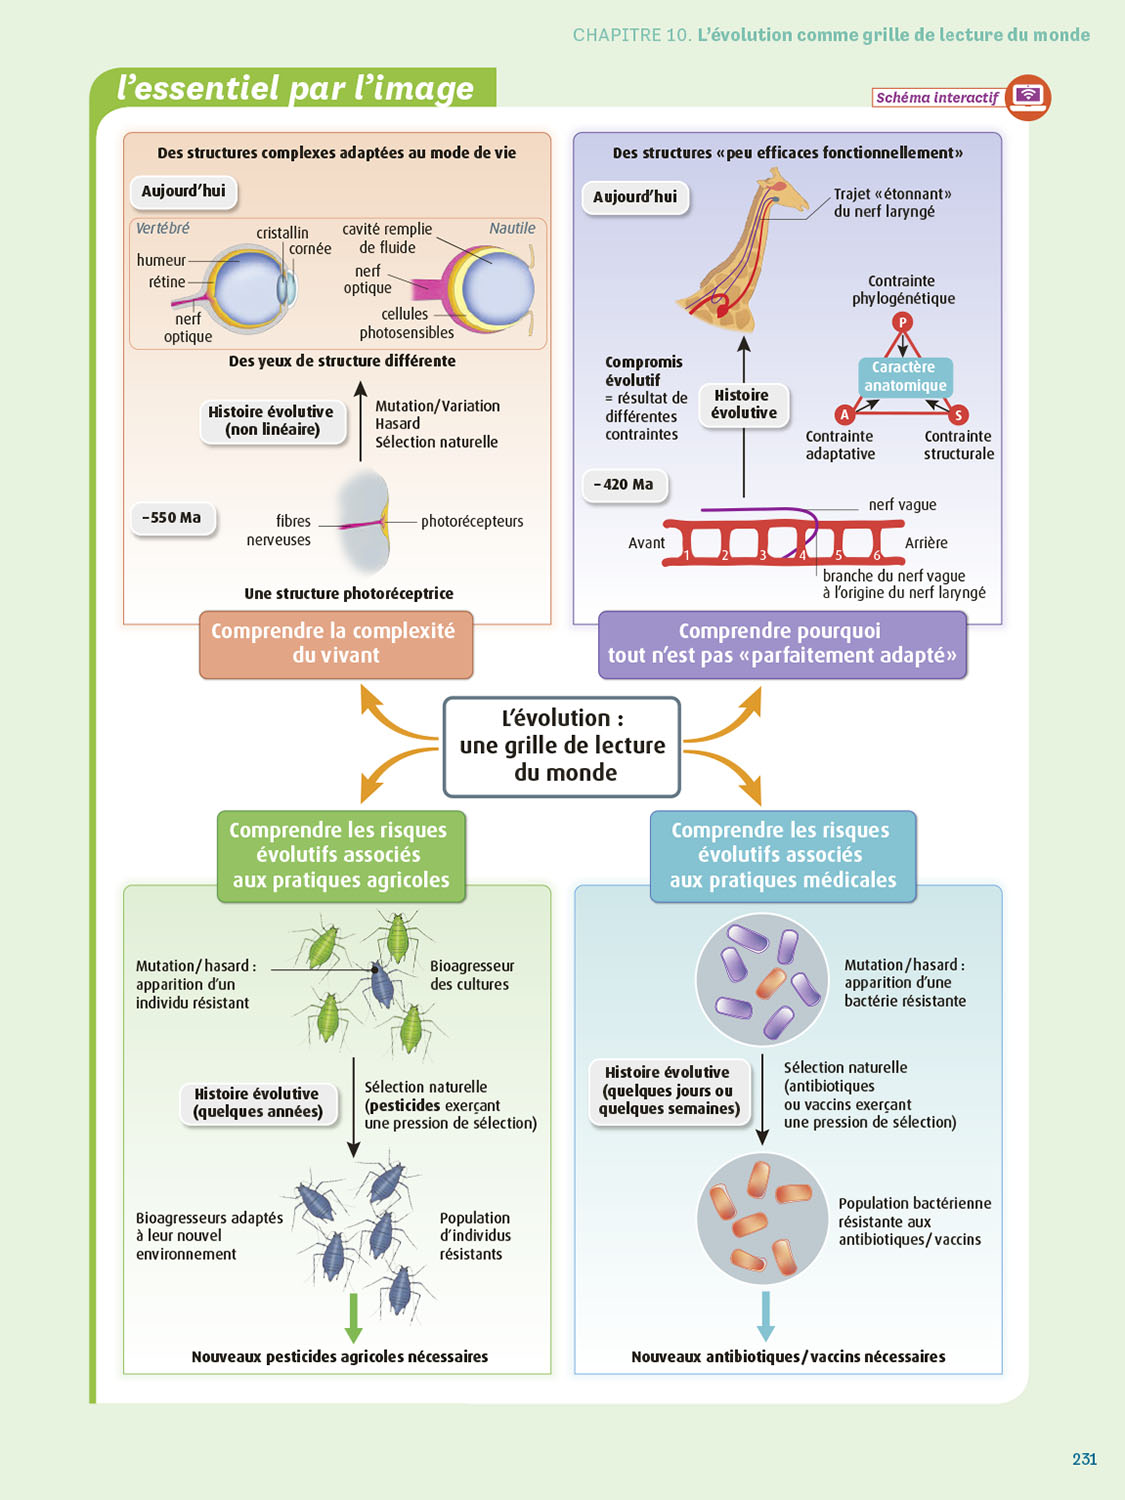 CHAPITRE 10. L'évolution comme grille de lecture du monde
l'essentiel par l'image
Schéma interactif
Des structures complexes adaptées au mode de vie
Aujourd'hui
Vertébré
cristallin
cornée
humeur
rétine
nerf
optique
cavité remplie
de fluide
Nautile
nerf
optique
cellules
photosensibles
Des yeux de structure différente
Histoire évolutive
(non linéaire)
Mutation/Variation
Hasard
Sélection naturelle
–550 Ma
fibres
nerveuses
photorécepteurs
Une structure photoréceptrice
Comprendre la complexité
du vivant
Des structures «peu efficaces fonctionnellement»
Aujourd'hui
Trajet «étonnant»
du nerf laryngé
Contrainte
phylogénétique
P
Caractère
anatomique
A
S
Contrainte
adaptative
Contrainte
structurale
Compromis
évolutif
= résultat de
différentes
contraintes
Histoire
évolutive
–420 Ma
nerf vague
Avant
1 2 3 4 5 6
Arrière
branche du nerf vague
à l'origine du nerf laryngé
Comprendre pourquoi
tout n'est pas «parfaitement adapté»
L'évolution :
une grille de lecture
du monde
Comprendre les risques
évolutifs associés
aux pratiques agricoles
Mutation/hasard :
apparition d'un
individu résistant
Bioagresseur
des cultures
Histoire évolutive
(quelques années)
Sélection naturelle
(pesticides exerçant
une pression de sélection)
Bioagresseurs adaptés
à leur nouvel
environnement
Population
d'individus
résistants
Nouveaux pesticides agricoles nécessaires
Comprendre les risques
évolutifs associés
aux pratiques médicales
Mutation/hasard :
apparition d'une
bactérie résistante
Histoire évolutive
(quelques jours ou
quelques semaines)
Sélection naturelle
(antibiotiques
ou vaccins exerçant
une pression de sélection)
Population bactérienne
résistante aux
antibiotiques/vaccins
Nouveaux antibiotiques/vaccins nécessaires
231